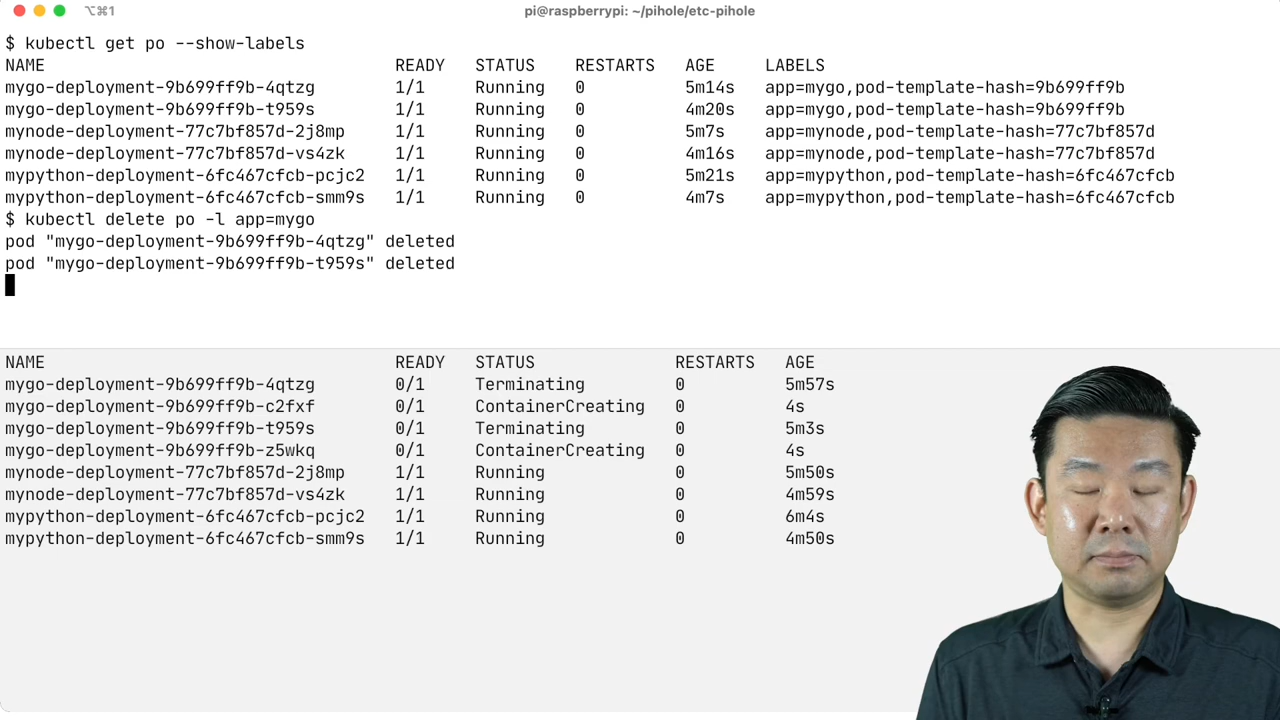 ⌥⌘1 pi@raspberrypi: ~/pihole/etc-pihole
$ kubectl get po --show-labels
NAME READY STATUS RESTARTS AGE LABELS
mygo-deployment-9b699ff9b-4qtzg 1/1 Running 0 5m14s app=mygo,pod-template-hash=9b699ff9b
mygo-deployment-9b699ff9b-t959s 1/1 Running 0 4m20s app=mygo,pod-template-hash=9b699ff9b
mynode-deployment-77c7bf857d-2j8mp 1/1 Running 0 5m7s app=mynode,pod-template-hash=77c7bf857d
mynode-deployment-77c7bf857d-vs4zk 1/1 Running 0 4m16s app=mynode,pod-template-hash=77c7bf857d
mypython-deployment-6fc467cfcb-pcjc2 1/1 Running 0 5m21s app=mypython,pod-template-hash=6fc467cfcb
mypython-deployment-6fc467cfcb-smm9s 1/1 Running 0 4m7s app=mypython,pod-template-hash=6fc467cfcb
$ kubectl delete po -l app=mygo
pod "mygo-deployment-9b699ff9b-4qtzg" deleted
pod "mygo-deployment-9b699ff9b-t959s" deleted
NAME READY STATUS RESTARTS AGE
mygo-deployment-9b699ff9b-4qtzg 0/1 Terminating 0 5m57s
mygo-deployment-9b699ff9b-c2fxf 0/1 ContainerCreating 0 4s
mygo-deployment-9b699ff9b-t959s 0/1 Terminating 0 5m3s
mygo-deployment-9b699ff9b-z5wkq 0/1 ContainerCreating 0 4s
mynode-deployment-77c7bf857d-2j8mp 1/1 Running 0 5m50s
mynode-deployment-77c7bf857d-vs4zk 1/1 Running 0 4m59s
mypython-deployment-6fc467cfcb-pcjc2 1/1 Running 0 6m4s
mypython-deployment-6fc467cfcb-smm9s 1/1 Running 0 4m50s